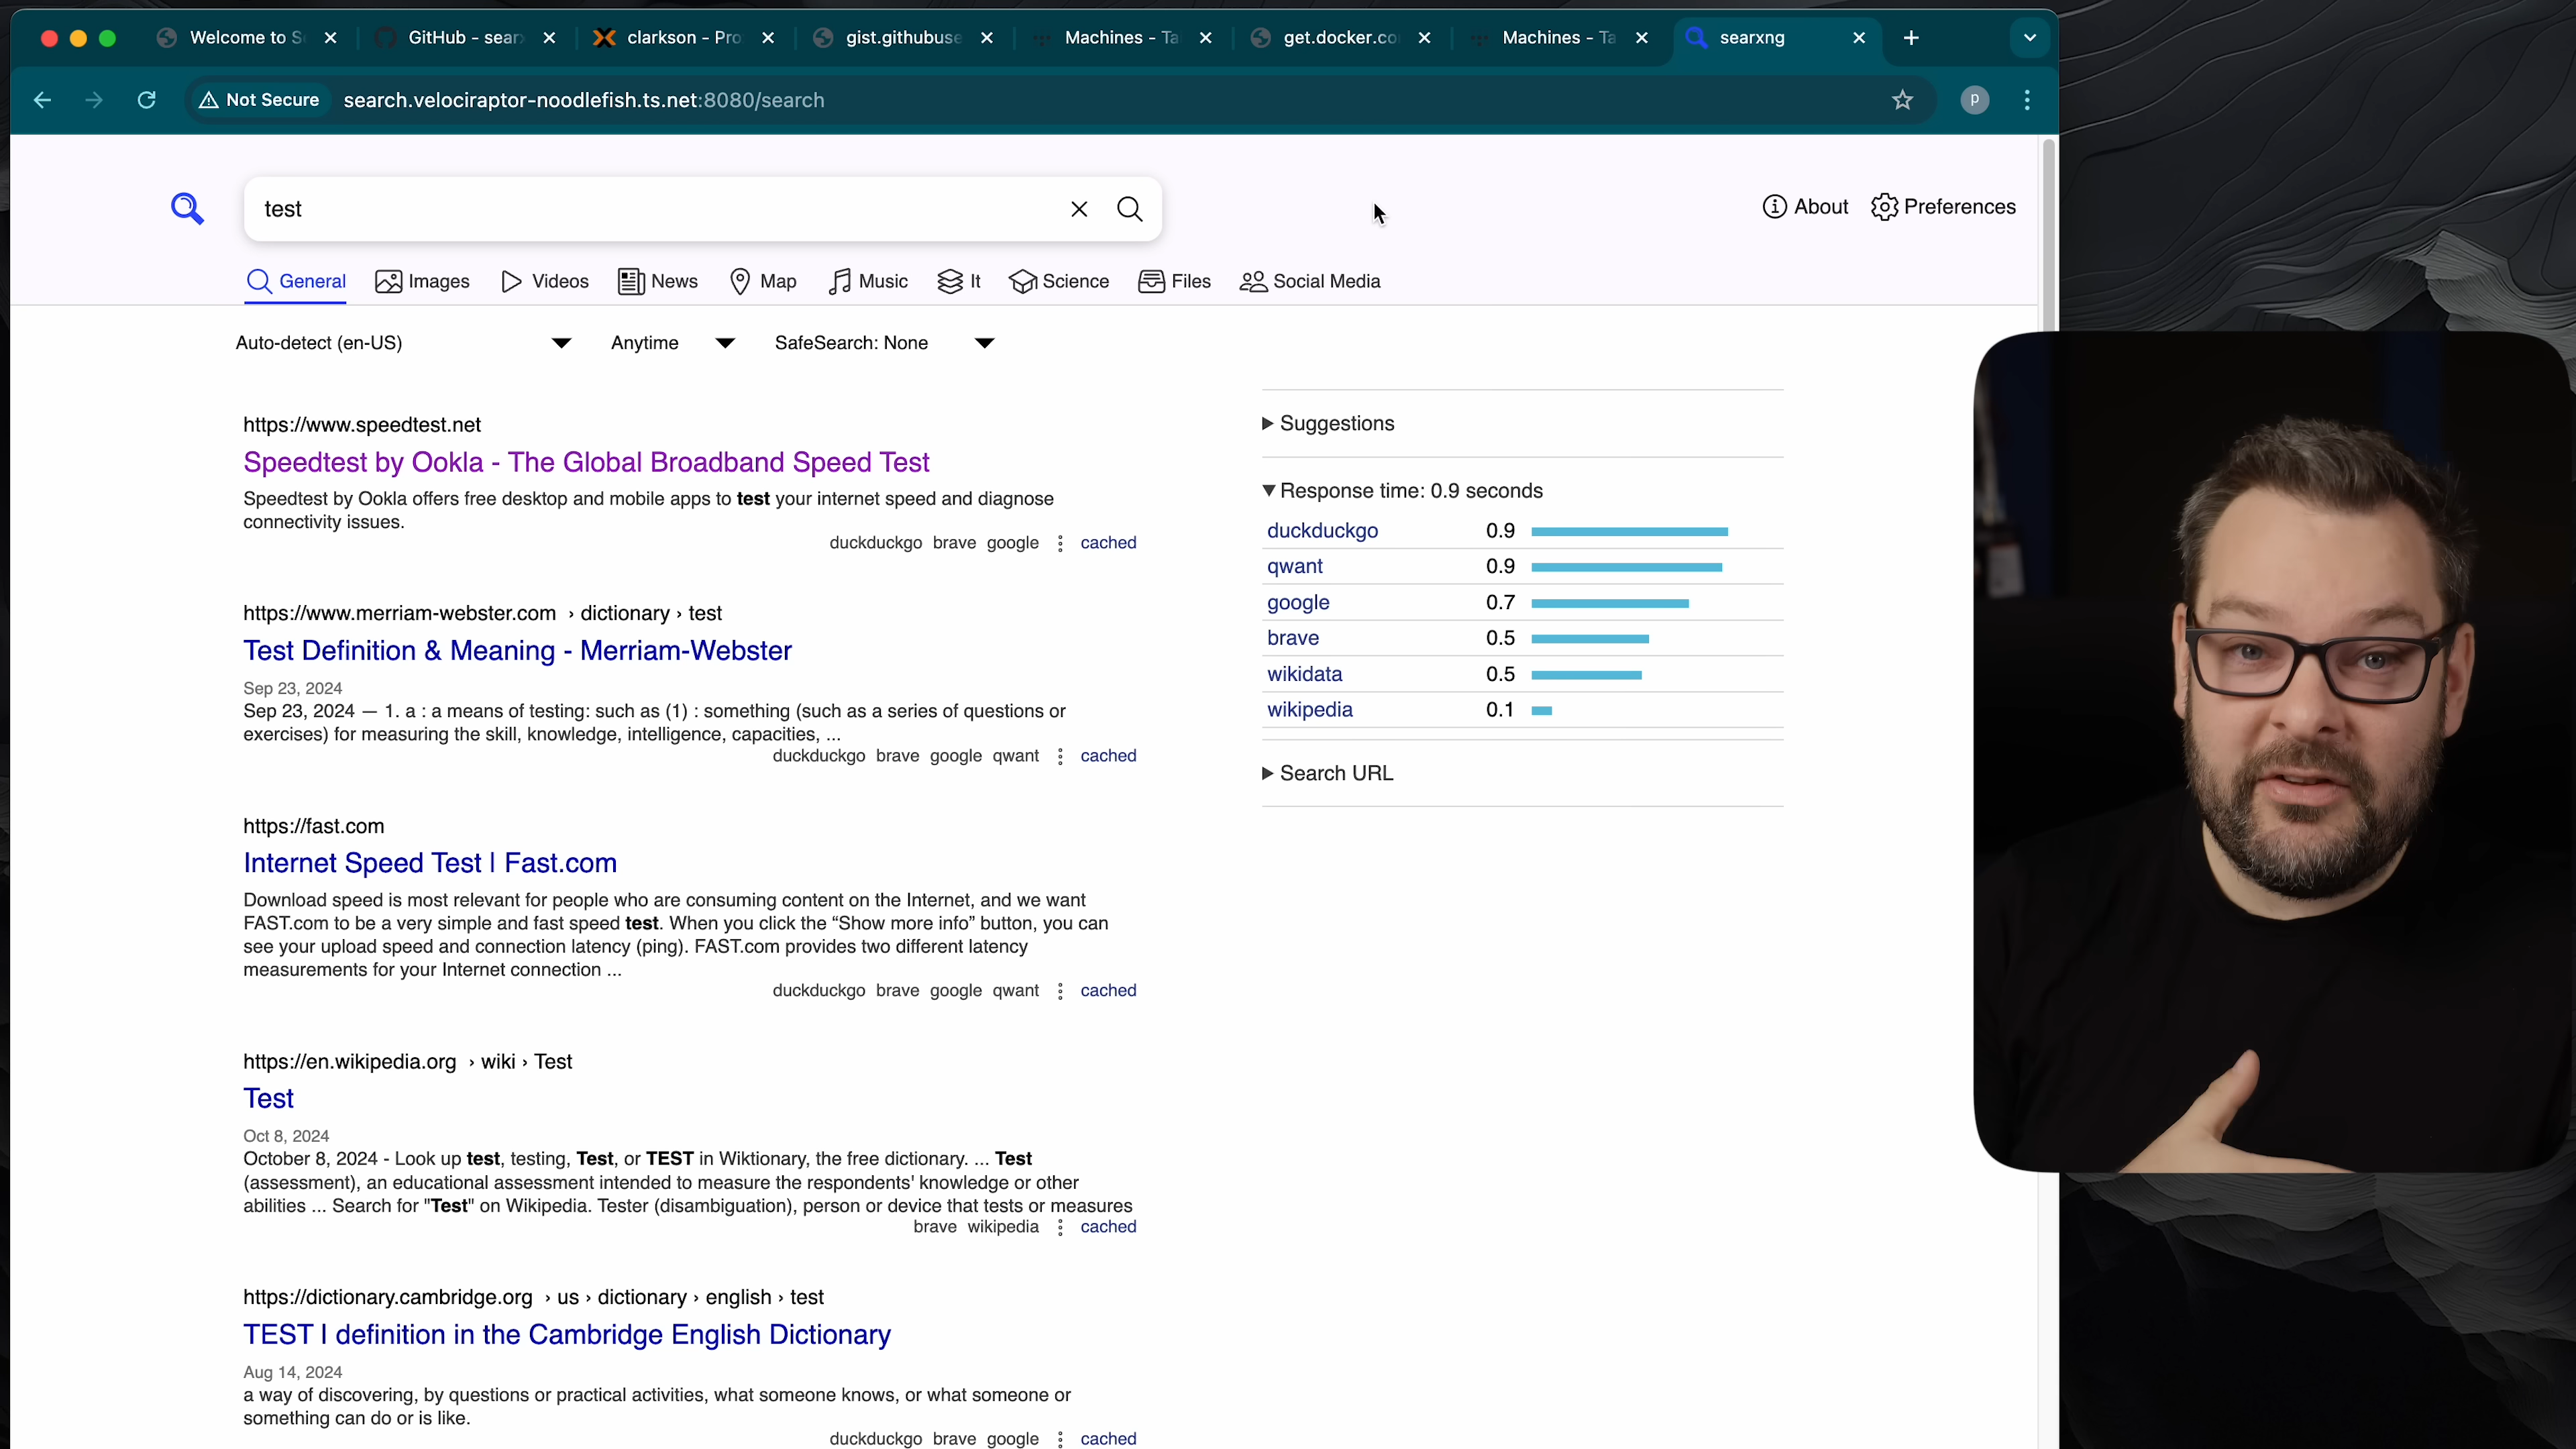 Welcome to S
GitHub - sear
clarkson - Pro
gist.githubuse
Machines - Ta
get.docker.co
Machines - Ta
searxng
Not Secure
search.velociraptor-noodlefish.ts.net:8080/search
p
test
About
Preferences
General
Images
Videos
News
Map
Music
It
Science
Files
Social Media
Auto-detect (en-US)
Anytime
SafeSearch: None
https://www.speedtest.net
Speedtest by Ookla - The Global Broadband Speed Test
Speedtest by Ookla offers free desktop and mobile apps to test your internet speed and diagnose
connectivity issues.
duckduckgo brave google cached
https://www.merriam-webster.com › dictionary › test
Test Definition & Meaning - Merriam-Webster
Sep 23, 2024
Sep 23, 2024 — 1. a : a means of testing: such as (1) : something (such as a series of questions or
exercises) for measuring the skill, knowledge, intelligence, capacities, ...
duckduckgo brave google qwant cached
https://fast.com
Internet Speed Test | Fast.com
Download speed is most relevant for people who are consuming content on the Internet, and we want
FAST.com to be a very simple and fast speed test. When you click the “Show more info” button, you can
see your upload speed and connection latency (ping). FAST.com provides two different latency
measurements for your Internet connection ...
duckduckgo brave google qwant cached
https://en.wikipedia.org › wiki › Test
Test
Oct 8, 2024
October 8, 2024 - Look up test, testing, Test, or TEST in Wiktionary, the free dictionary. ... Test
(assessment), an educational assessment intended to measure the respondents' knowledge or other
abilities ... Search for "Test" on Wikipedia. Tester (disambiguation), person or device that tests or measures
brave wikipedia cached
https://dictionary.cambridge.org › us › dictionary › english › test
TEST | definition in the Cambridge English Dictionary
Aug 14, 2024
a way of discovering, by questions or practical activities, what someone knows, or what someone or
something can do or is like.
duckduckgo brave google cached
Suggestions
Response time: 0.9 seconds
duckduckgo 0.9
qwant 0.9
google 0.7
brave 0.5
wikidata 0.5
wikipedia 0.1
Search URL